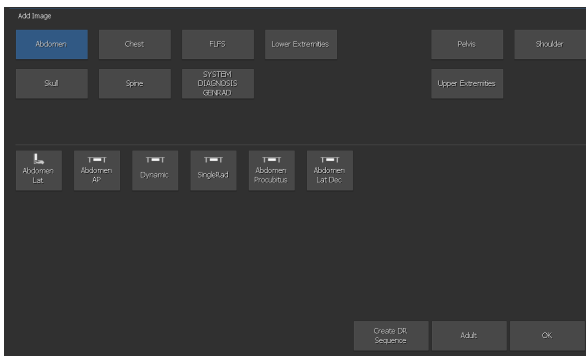 Add Image
Abdomen
Chest
FLFS
Lower Extremities
Pelvis
Shoulder
Skull
Spine
SYSTEM
DIAGNOSIS
GENRAD
Upper Extremities
Abdomen
Lat
Abdomen
AP
Dynamic
SingleRad
Abdomen
Procubitus
Abdomen
Lat Dec
Create DR
Sequence
Adult
OK